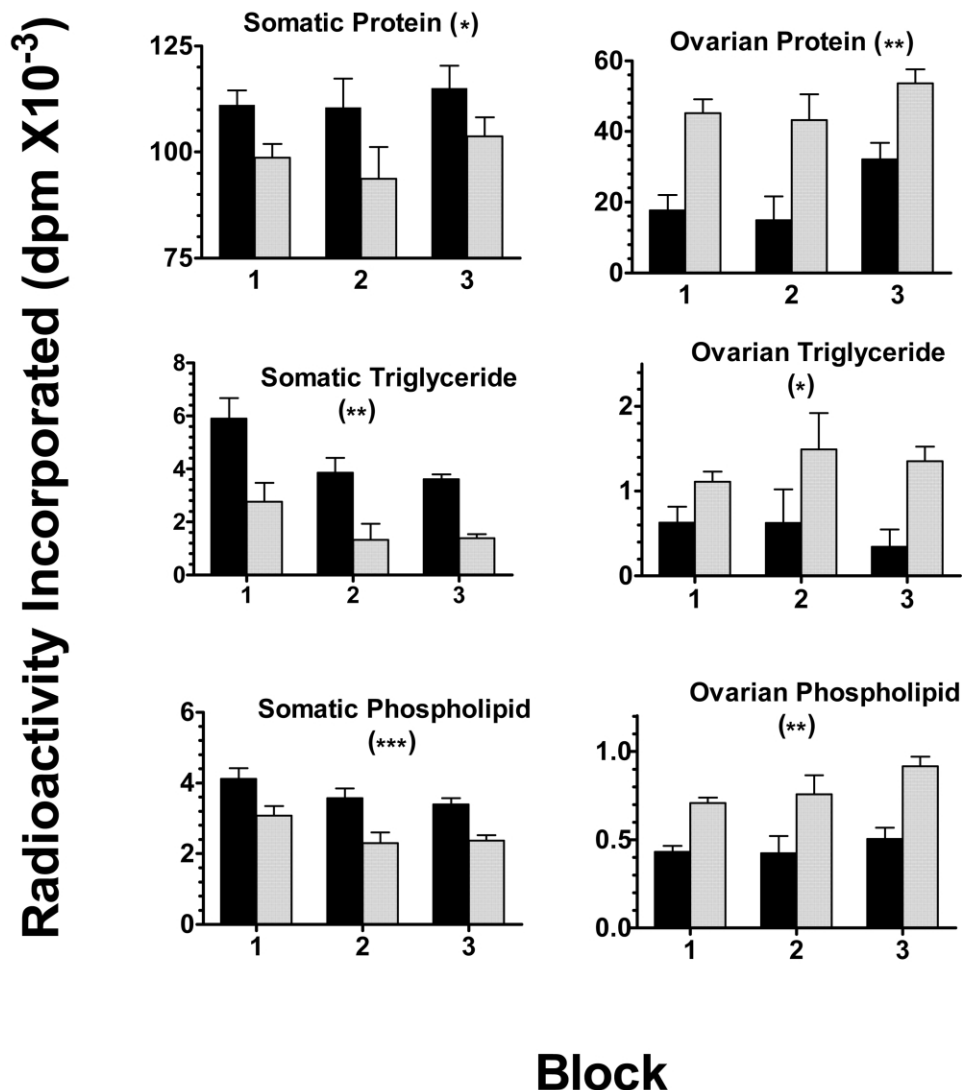 Radioactivity Incorporated (dpm X10⁻³)
Somatic Protein (*)
125
100
75
1 2 3
Ovarian Protein (**)
60
40
20
0
1 2 3
Somatic Triglyceride
(**)
8
6
4
2
0
1 2 3
Ovarian Triglyceride
(*)
2
1
0
1 2 3
Somatic Phospholipid
(***)
6
4
2
0
1 2 3
Ovarian Phospholipid
(**)
1.0
0.5
0.0
1 2 3
Block